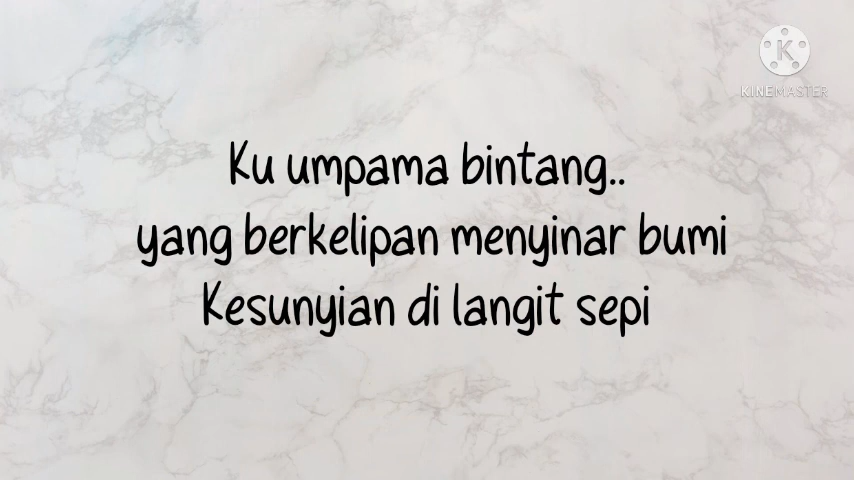 KINEMASTER
Ku umpama bintang..
yang berkelipan menyinar bumi
Kesunyian di langit sepi